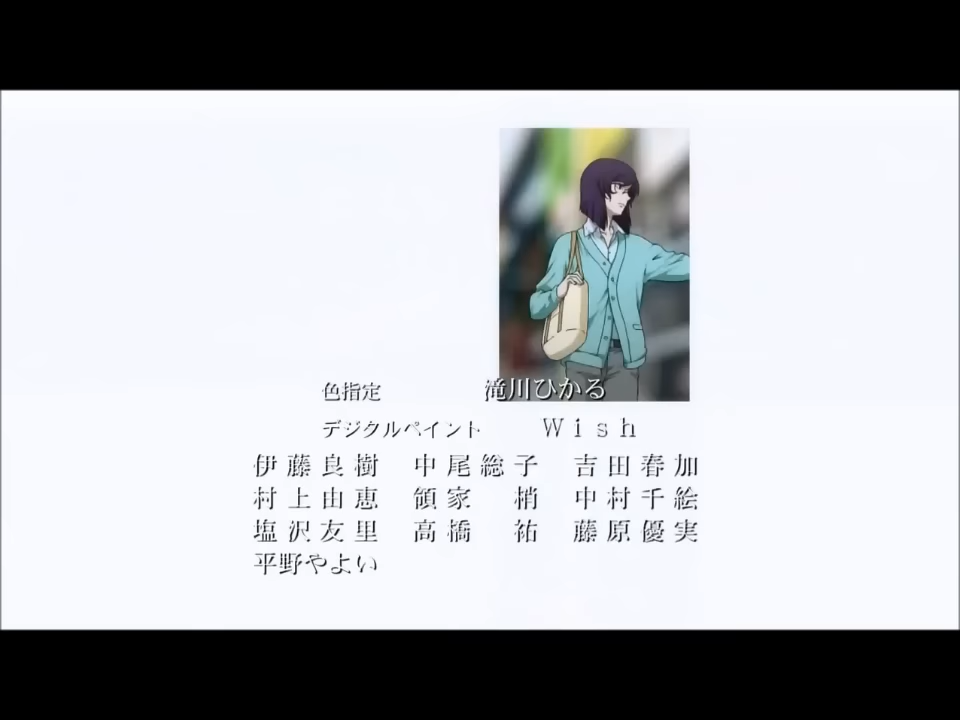 色指定 滝川ひかる
デジタルペイント Wish
伊藤良樹 中尾総子 吉田春加
村上由恵 領家 梢 中村千絵
塩沢友里 高橋 祐 藤原優実
平野やよい